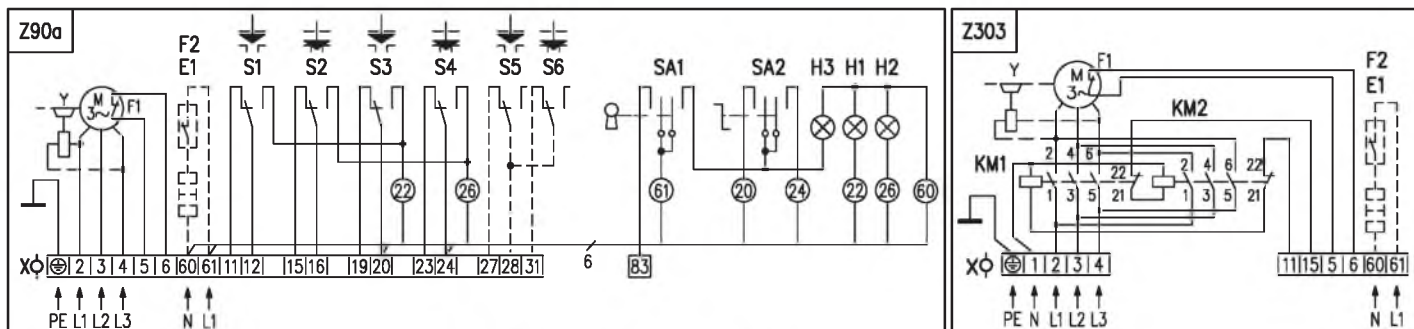 Z90a
F2
E1
S1 S2 S3 S4 S5 S6
SA1 SA2 H3 H1 H2
Y M 3~ F1
22 26 61 20 24 22 26 60
X 2 3 4 5 6 60 61 11 12 15 16 19 20 23 24 27 28 31 6 83
PE L1 L2 L3 N L1
Z303
Y M 3~ F1
F2
E1
KM2
KM1
2 4 6 22 2 4 6 22
1 3 5 21 1 3 5 21
X 1 2 3 4 11 15 5 6 60 61
PE N L1 L2 L3 N L1